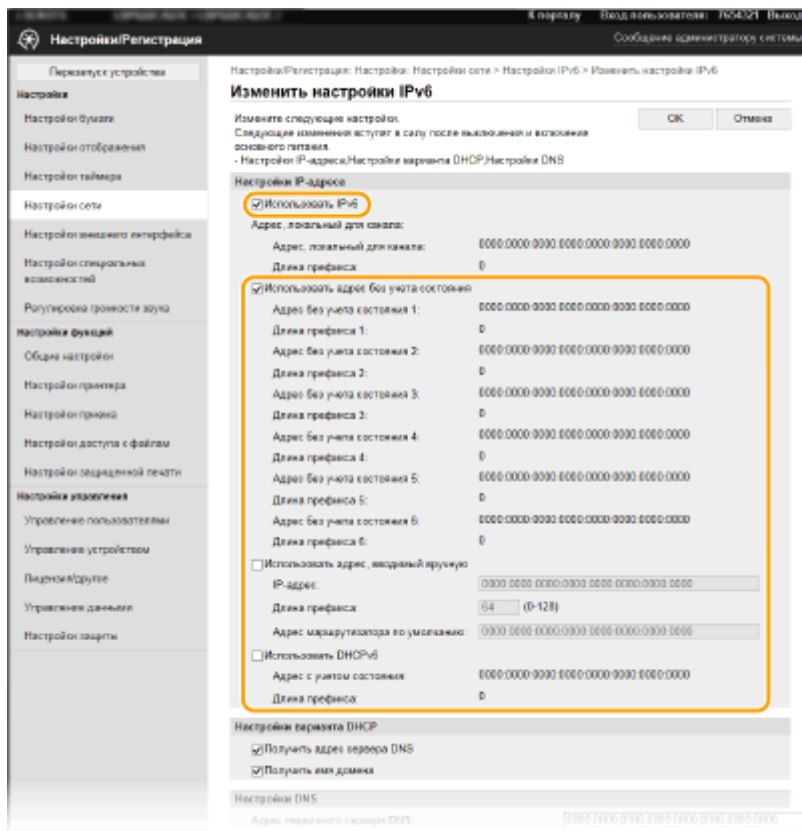 К порталу Вход пользователя: 7654321 Выход
Настройки/Регистрация
Сообщение администратору системы
Перезапуск устройства
Настройки
Настройки бумаги
Настройки отображения
Настройки таймера
Настройки сети
Настройки внешнего интерфейса
Настройки специальных
возможностей
Регулировка громкости звука
Настройки функций
Общие настройки
Настройки принтера
Настройки приема
Настройки доступа к файлам
Настройки защищенной печати
Настройки управления
Управление пользователями
Управление устройством
Лицензия/другое
Управление данными
Настройки защиты
Настройки/Регистрация: Настройки: Настройки сети > Настройки IPv6 > Изменить настройки IPv6
Изменить настройки IPv6
Измените следующие настройки.
Следующие изменения вступят в силу после выключения и включения
основного питания.
- Настройки IP-адреса,Настройки варианта DHCP,Настройки DNS
OK Отмена
Настройки IP-адреса
Использовать IPv6
Адрес, локальный для канала:
Адрес, локальный для канала: 0000:0000:0000:0000:0000:0000:0000:0000
Длина префикса: 0
Использовать адрес без учета состояния
Адрес без учета состояния 1: 0000:0000:0000:0000:0000:0000:0000:0000
Длина префикса 1: 0
Адрес без учета состояния 2: 0000:0000:0000:0000:0000:0000:0000:0000
Длина префикса 2: 0
Адрес без учета состояния 3: 0000:0000:0000:0000:0000:0000:0000:0000
Длина префикса 3: 0
Адрес без учета состояния 4: 0000:0000:0000:0000:0000:0000:0000:0000
Длина префикса 4: 0
Адрес без учета состояния 5: 0000:0000:0000:0000:0000:0000:0000:0000
Длина префикса 5: 0
Адрес без учета состояния 6: 0000:0000:0000:0000:0000:0000:0000:0000
Длина префикса 6: 0
Использовать адрес, вводимый вручную
IP-адрес: 0000:0000:0000:0000:0000:0000:0000:0000
Длина префикса: 64 (0-128)
Адрес маршрутизатора по умолчанию: 0000:0000:0000:0000:0000:0000:0000:0000
Использовать DHCPv6
Адрес с учетом состояния: 0000:0000:0000:0000:0000:0000:0000:0000
Длина префикса: 0
Настройки варианта DHCP
Получить адрес сервера DNS
Получить имя домена
Настройки DNS
Адрес первичного сервера DNS: 0000:0000:0000:0000:0000:0000:0000:0000